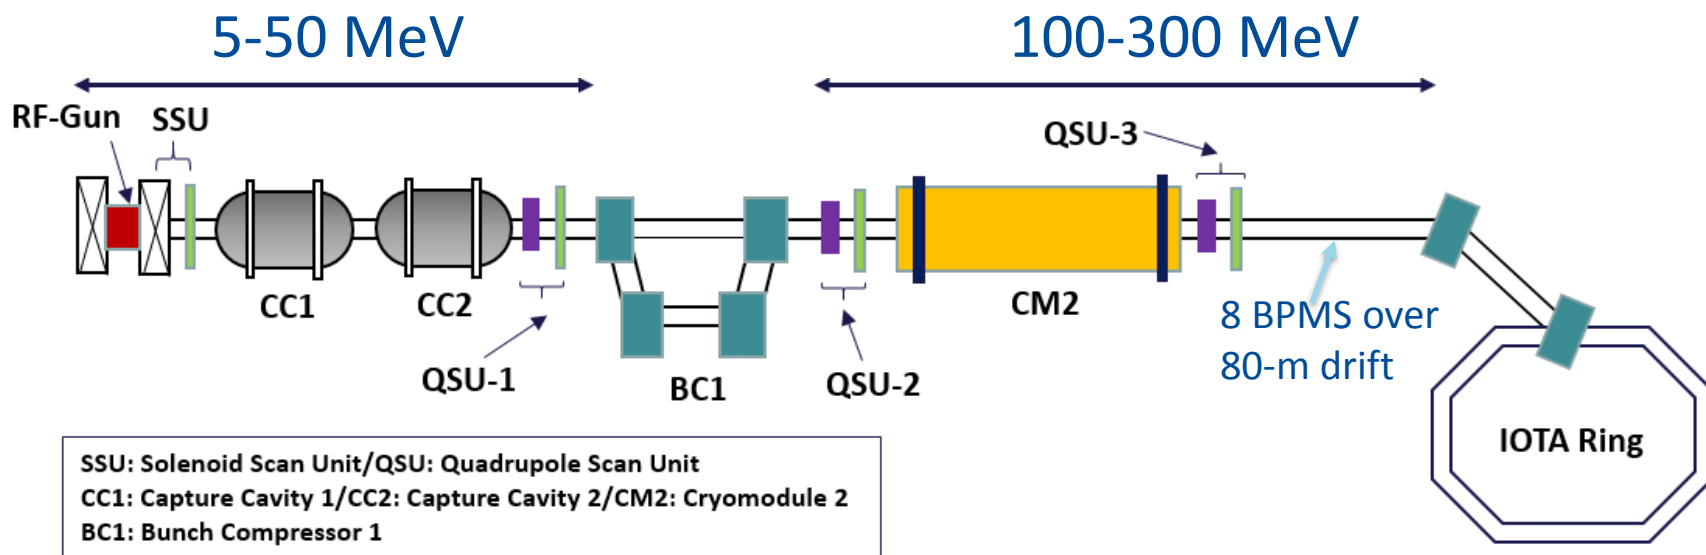 5-50 MeV
100-300 MeV
RF-Gun
SSU
QSU-3
CC1
CC2
CM2
8 BPMS over
80-m drift
QSU-1
BC1
QSU-2
IOTA Ring
SSU: Solenoid Scan Unit/QSU: Quadrupole Scan Unit
CC1: Capture Cavity 1/CC2: Capture Cavity 2/CM2: Cryomodule 2
BC1: Bunch Compressor 1